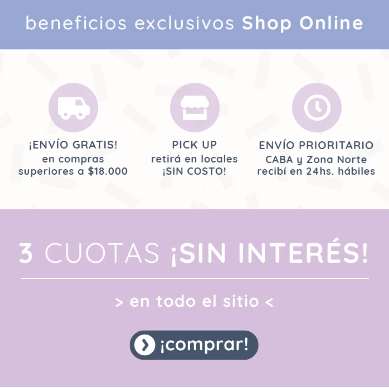 beneficios exclusivos Shop Online
¡ENVÍO GRATIS!
en compras
superiores a $18.000
PICK UP
retirá en locales
¡SIN COSTO!
ENVÍO PRIORITARIO
CABA y Zona Norte
recibí en 24hs. hábiles
3 CUOTAS ¡SIN INTERÉS!
> en todo el sitio <
¡comprar!